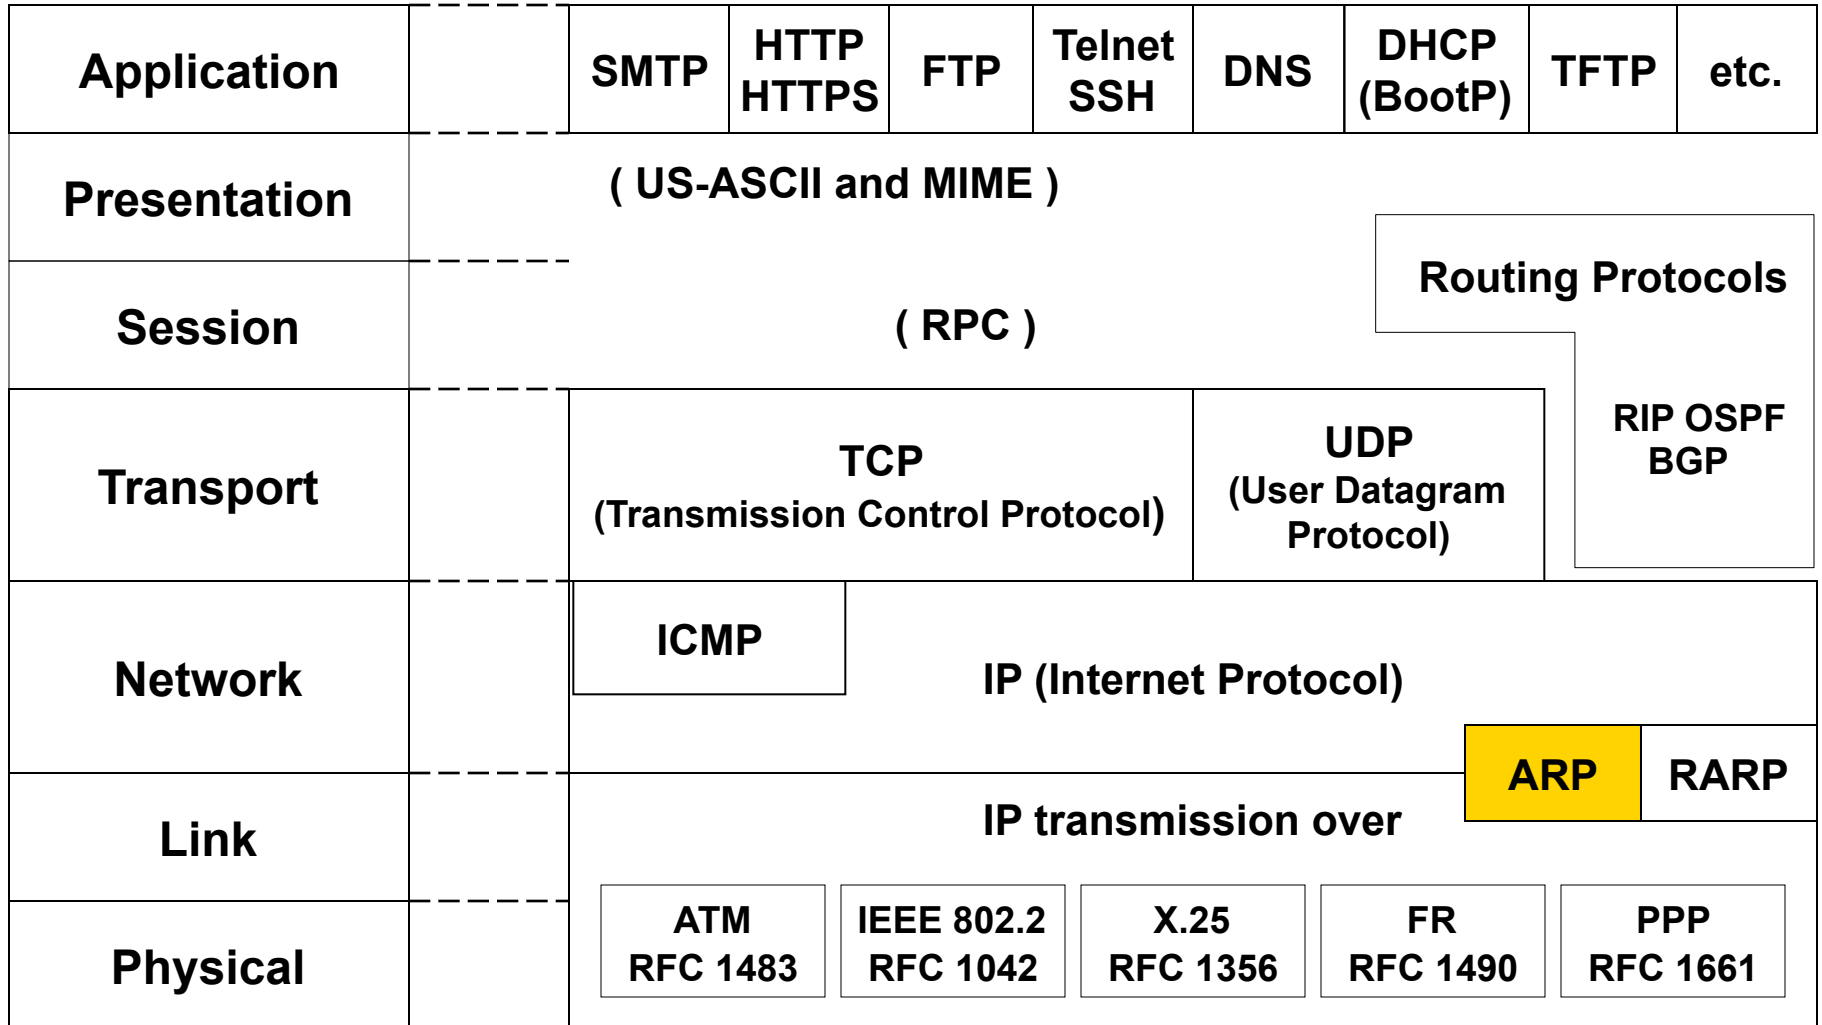 Application
SMTP
HTTP
HTTPS
FTP
Telnet
SSH
DNS
DHCP
(BootP)
TFTP
etc.
Presentation
( US-ASCII and MIME )
Routing Protocols
Session
( RPC )
Transport
TCP
(Transmission Control Protocol)
UDP
(User Datagram
Protocol)
RIP OSPF
BGP
Network
ICMP
IP (Internet Protocol)
ARP
RARP
Link
IP transmission over
Physical
ATM
RFC 1483
IEEE 802.2
RFC 1042
X.25
RFC 1356
FR
RFC 1490
PPP
RFC 1661